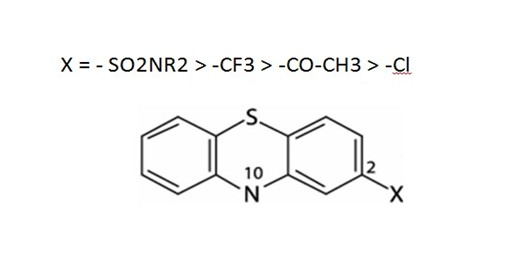 X = - SO2NR2 > -CF3 > -CO-CH3 > -Cl
S
10
2
N
X